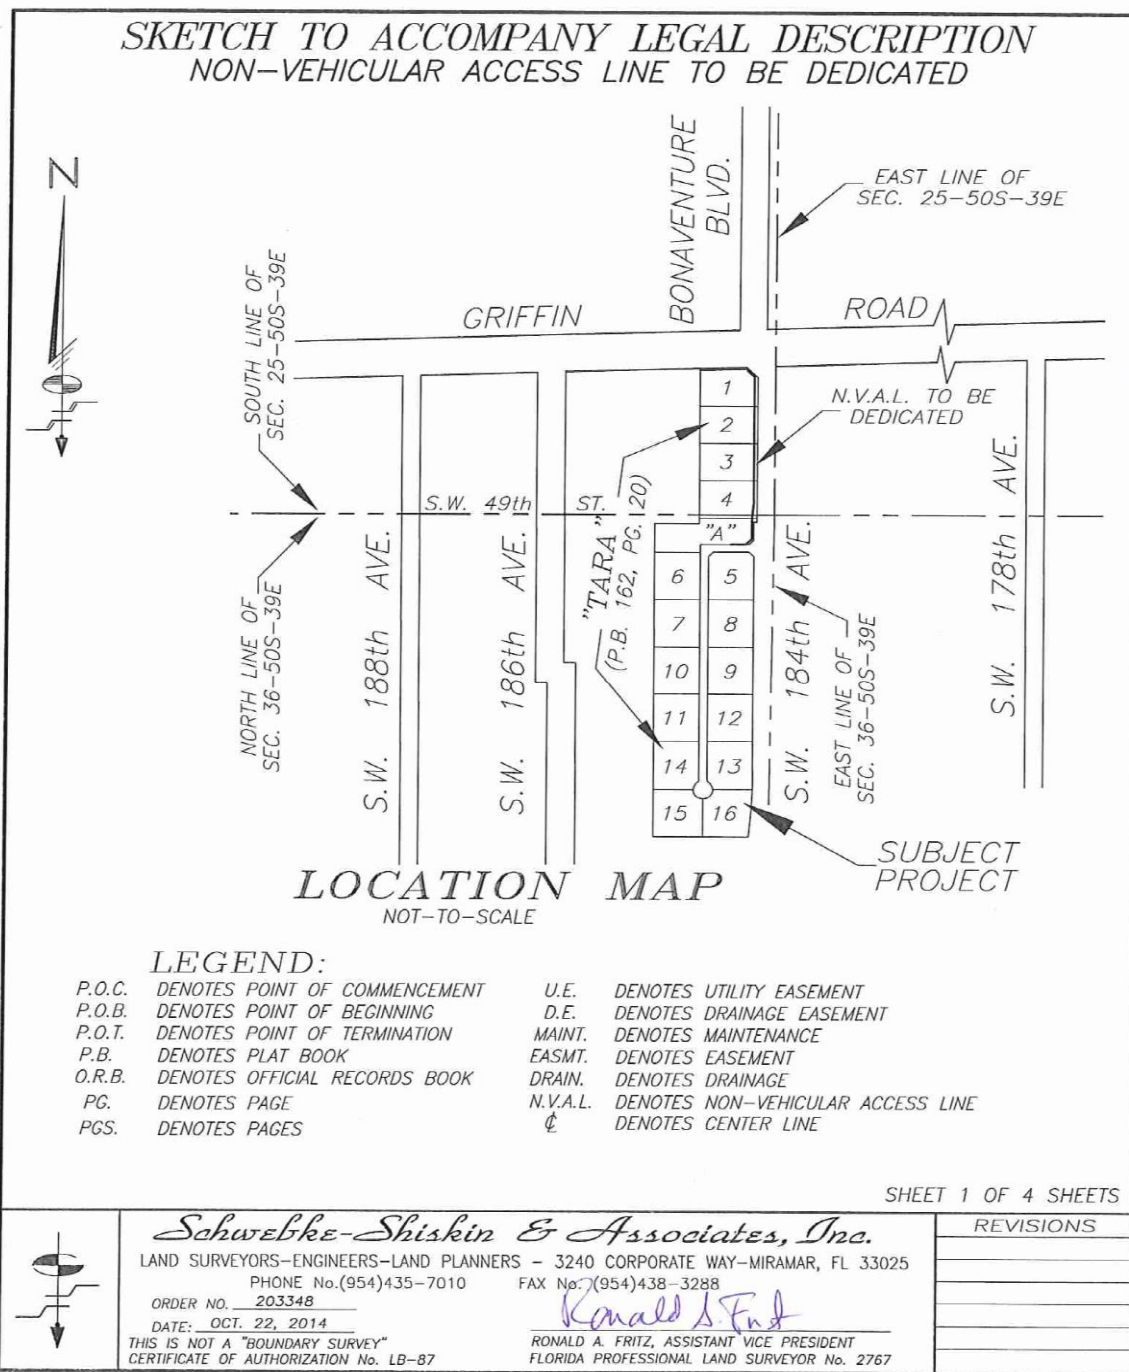 SKETCH TO ACCOMPANY LEGAL DESCRIPTION
NON-VEHICULAR ACCESS LINE TO BE DEDICATED
N
BONAVENTURE
BLVD.
EAST LINE OF
SEC. 25-50S-39E
SOUTH LINE OF
SEC. 25-50S-39E
GRIFFIN
ROAD
N.V.A.L. TO BE
DEDICATED
1
2
3
4
"A"
S.W. 49th
ST.
"TARA"
(P.B. 162, PG. 20)
NORTH LINE OF
SEC. 36-50S-39E
S.W. 188th AVE.
S.W. 186th AVE.
S.W. 184th AVE.
EAST LINE OF
SEC. 36-50S-39E
S.W. 178th AVE.
6 5
7 8
10 9
11 12
14 13
15 16
SUBJECT
PROJECT
LOCATION MAP
NOT-TO-SCALE
LEGEND:
P.O.C. DENOTES POINT OF COMMENCEMENT
P.O.B. DENOTES POINT OF BEGINNING
P.O.T. DENOTES POINT OF TERMINATION
P.B. DENOTES PLAT BOOK
O.R.B. DENOTES OFFICIAL RECORDS BOOK
PG. DENOTES PAGE
PGS. DENOTES PAGES
U.E. DENOTES UTILITY EASEMENT
D.E. DENOTES DRAINAGE EASEMENT
MAINT. DENOTES MAINTENANCE
EASMT. DENOTES EASEMENT
DRAIN. DENOTES DRAINAGE
N.V.A.L. DENOTES NON-VEHICULAR ACCESS LINE
℄ DENOTES CENTER LINE
SHEET 1 OF 4 SHEETS
Schwebke-Shiskin & Associates, Inc.
LAND SURVEYORS-ENGINEERS-LAND PLANNERS - 3240 CORPORATE WAY-MIRAMAR, FL 33025
PHONE No.(954)435-7010 FAX No.(954)438-3288
ORDER NO. 203348
DATE: OCT. 22, 2014
THIS IS NOT A "BOUNDARY SURVEY"
CERTIFICATE OF AUTHORIZATION No. LB-87
Ronald A. Fritz
RONALD A. FRITZ, ASSISTANT VICE PRESIDENT
FLORIDA PROFESSIONAL LAND SURVEYOR No. 2767
REVISIONS